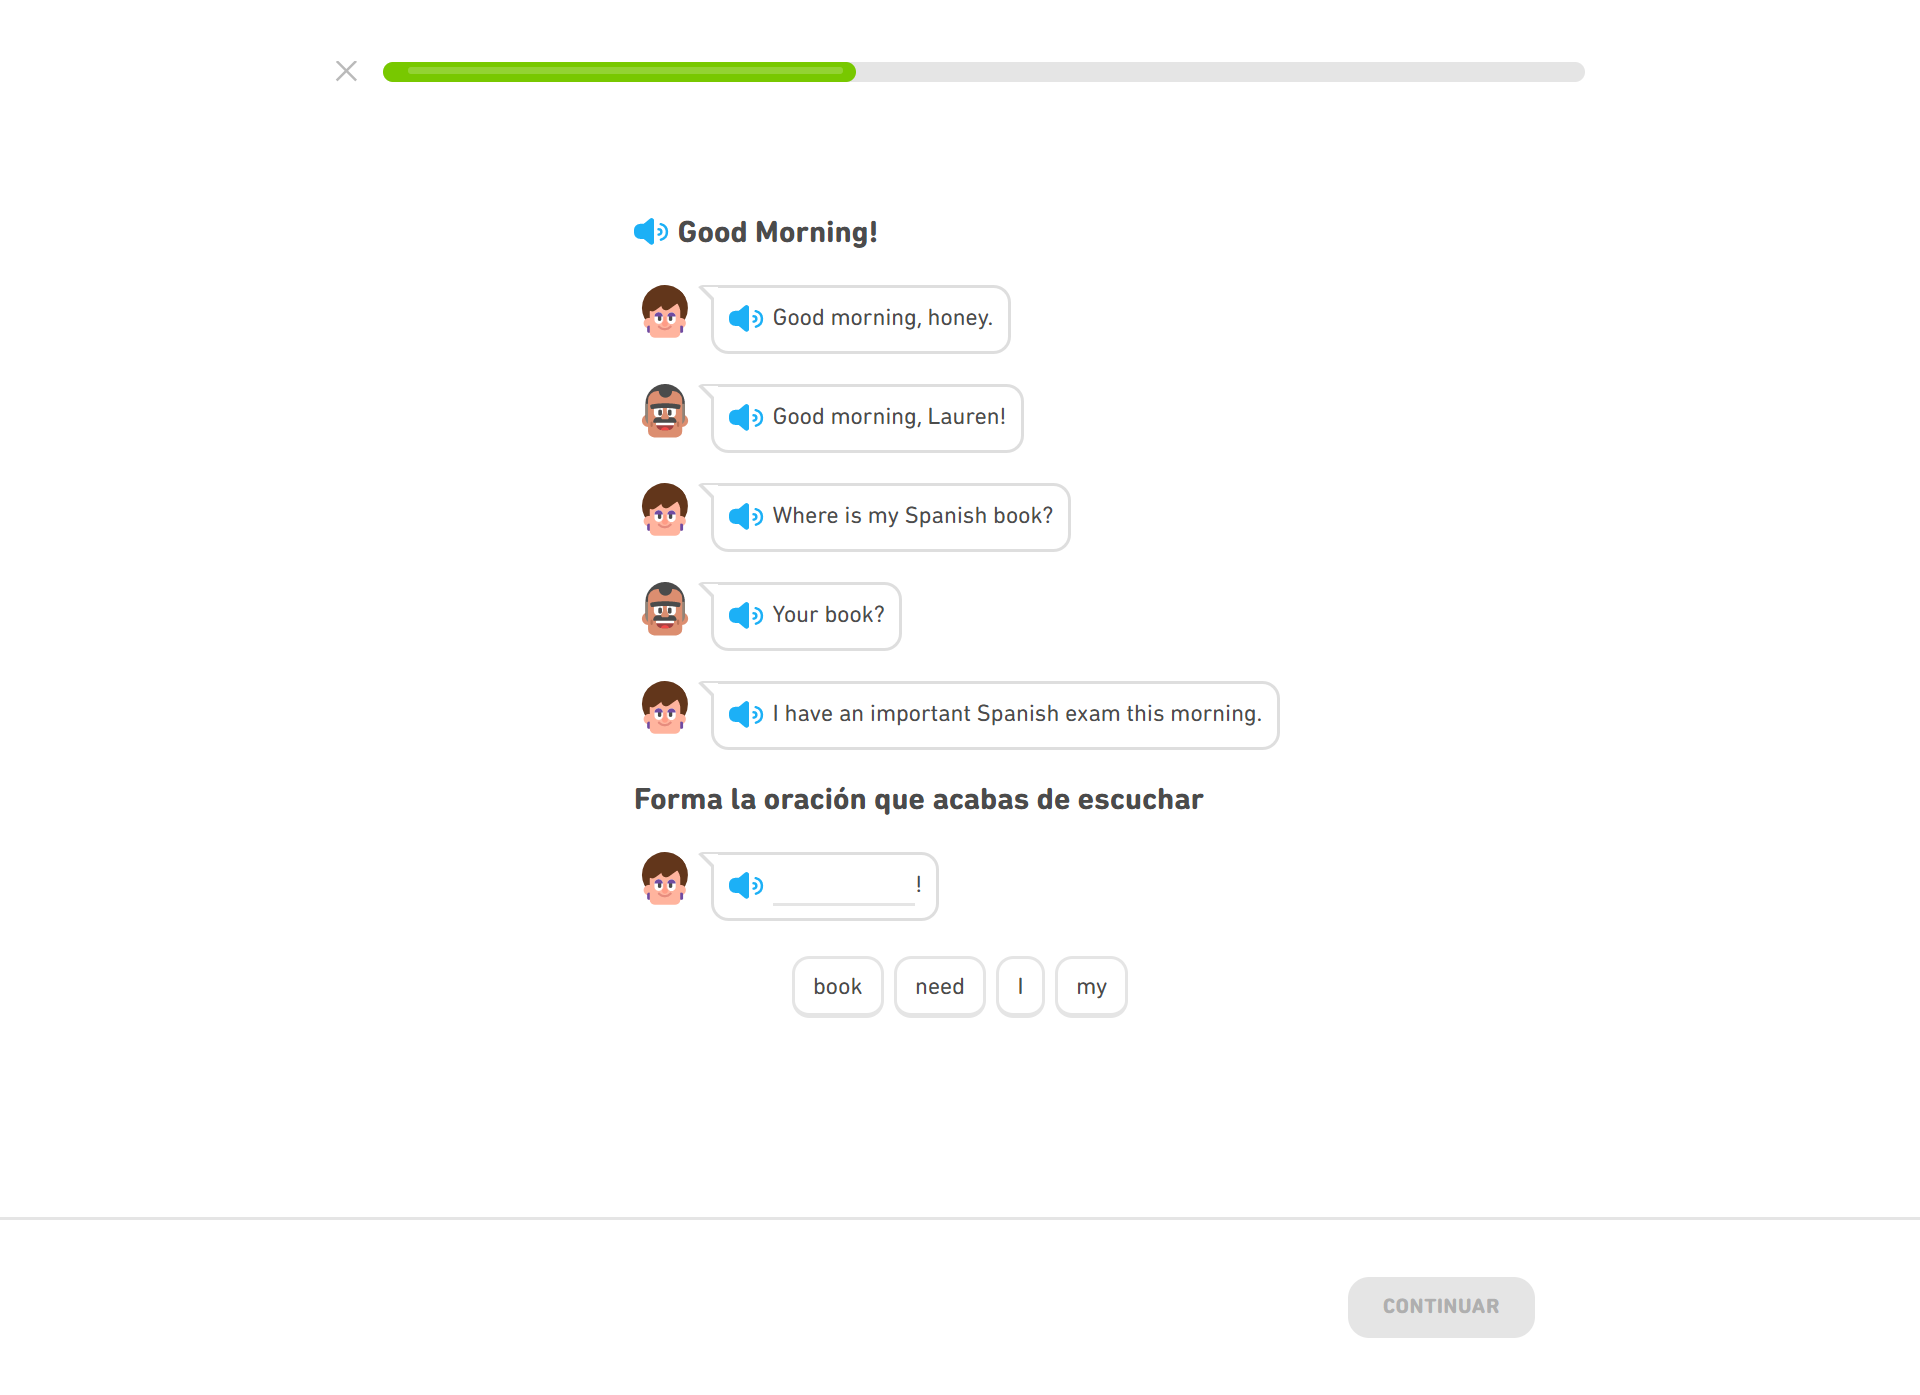 Good Morning!
Good morning, honey.
Good morning, Lauren!
Where is my Spanish book?
Your book?
I have an important Spanish exam this morning.
Forma la oración que acabas de escuchar
!
book need I my
CONTINUAR